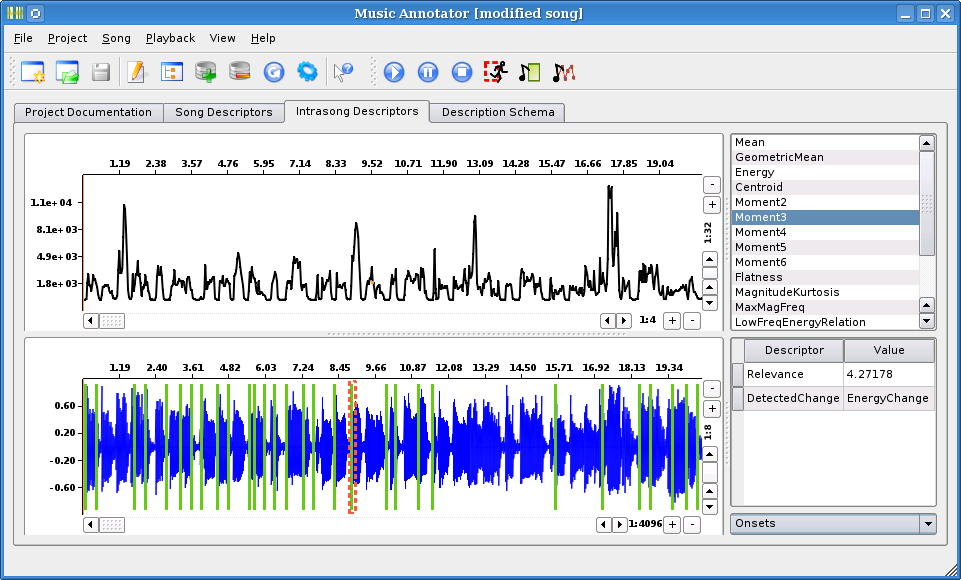 Music Annotator [modified song]
File Project Song Playback View Help
Project Documentation Song Descriptors Intrasong Descriptors Description Schema
1.19 2.38 3.57 4.76 5.95 7.14 8.33 9.52 10.71 11.90 13.09 14.28 15.47 16.66 17.85 19.04
1.1e+04
8.1e+03
4.9e+03
1.8e+03
-
+
1:32
1:4 + -
Mean
GeometricMean
Energy
Centroid
Moment2
Moment3
Moment4
Moment5
Moment6
Flatness
MagnitudeKurtosis
MaxMagFreq
LowFreqEnergyRelation
1.19 2.40 3.61 4.82 6.03 7.24 8.45 9.66 10.87 12.08 13.29 14.50 15.71 16.92 18.13 19.34
0.60
0.20
-0.20
-0.60
-
+
1:8
1:4096 + -
Descriptor Value
Relevance 4.27178
DetectedChange EnergyChange
Onsets